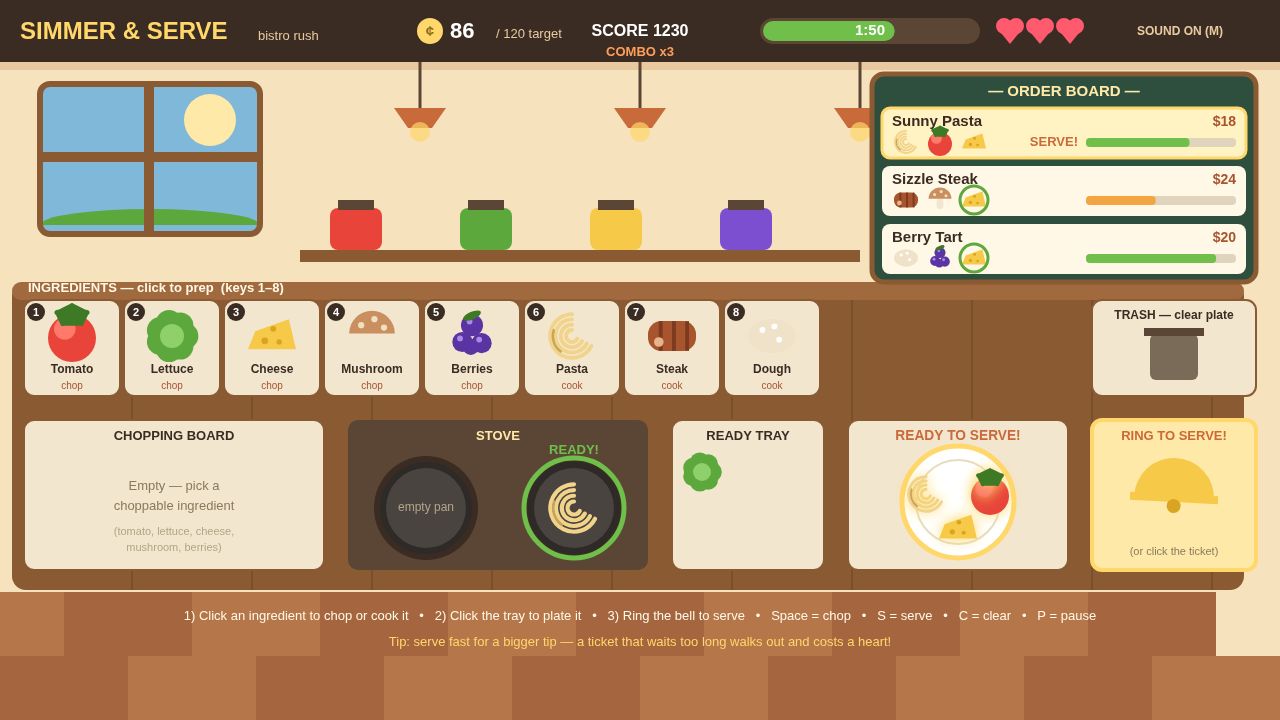 SIMMER & SERVE
bistro rush
¢ 86 / 120 target
SCORE 1230
COMBO x3
1:50
SOUND ON (M)
— ORDER BOARD —
Sunny Pasta $18
SERVE!
Sizzle Steak $24
Berry Tart $20
INGREDIENTS — click to prep (keys 1–8)
1 2 3 4 5 6 7 8
Tomato Lettuce Cheese Mushroom Berries Pasta Steak Dough
chop chop chop chop chop cook cook cook
TRASH — clear plate
CHOPPING BOARD
Empty — pick a
choppable ingredient
(tomato, lettuce, cheese,
mushroom, berries)
STOVE
READY!
empty pan
READY TRAY
READY TO SERVE!
RING TO SERVE!
(or click the ticket)
1) Click an ingredient to chop or cook it • 2) Click the tray to plate it • 3) Ring the bell to serve • Space = chop • S = serve • C = clear • P = pause
Tip: serve fast for a bigger tip — a ticket that waits too long walks out and costs a heart!